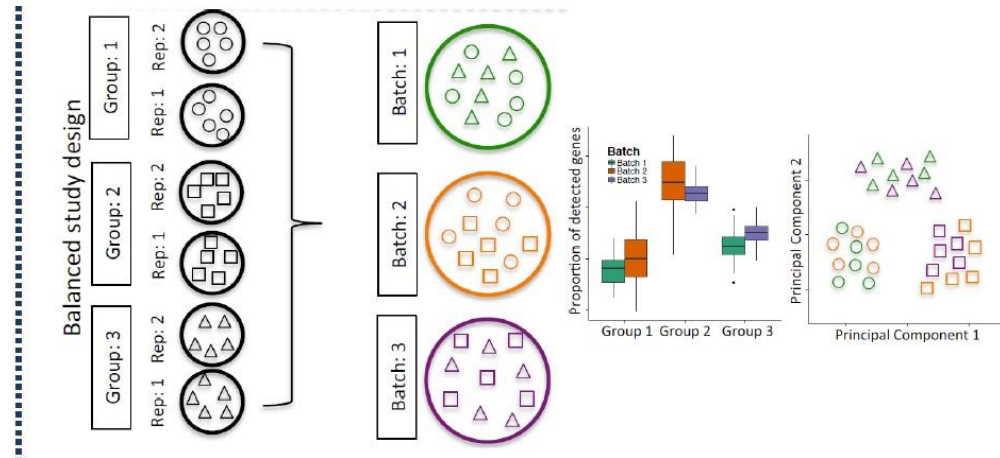 Balanced study design
Group: 1
Rep: 2
Rep: 1
Group: 2
Rep: 2
Rep: 1
Group: 3
Rep: 2
Rep: 1
Batch: 1
Batch: 2
Batch: 3
Proportion of detected genes
Batch
Batch 1
Batch 2
Batch 3
Group 1 Group 2 Group 3
Principal Component 2
Principal Component 1